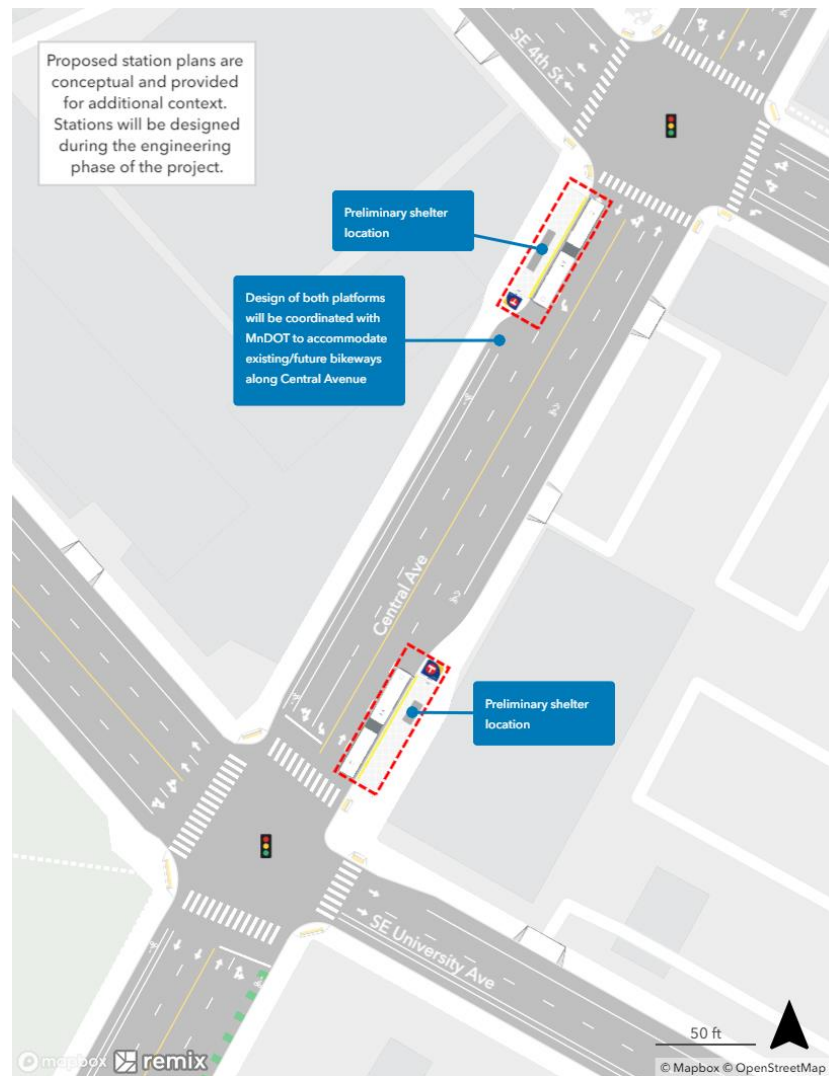 Proposed station plans are
conceptual and provided
for additional context.
Stations will be designed
during the engineering
phase of the project.
SE 4th St
Preliminary shelter
location
Design of both platforms
will be coordinated with
MnDOT to accommodate
existing/future bikeways
along Central Avenue
Central Ave
Preliminary shelter
location
SE University Ave
50 ft
mapbox remix
© Mapbox © OpenStreetMap